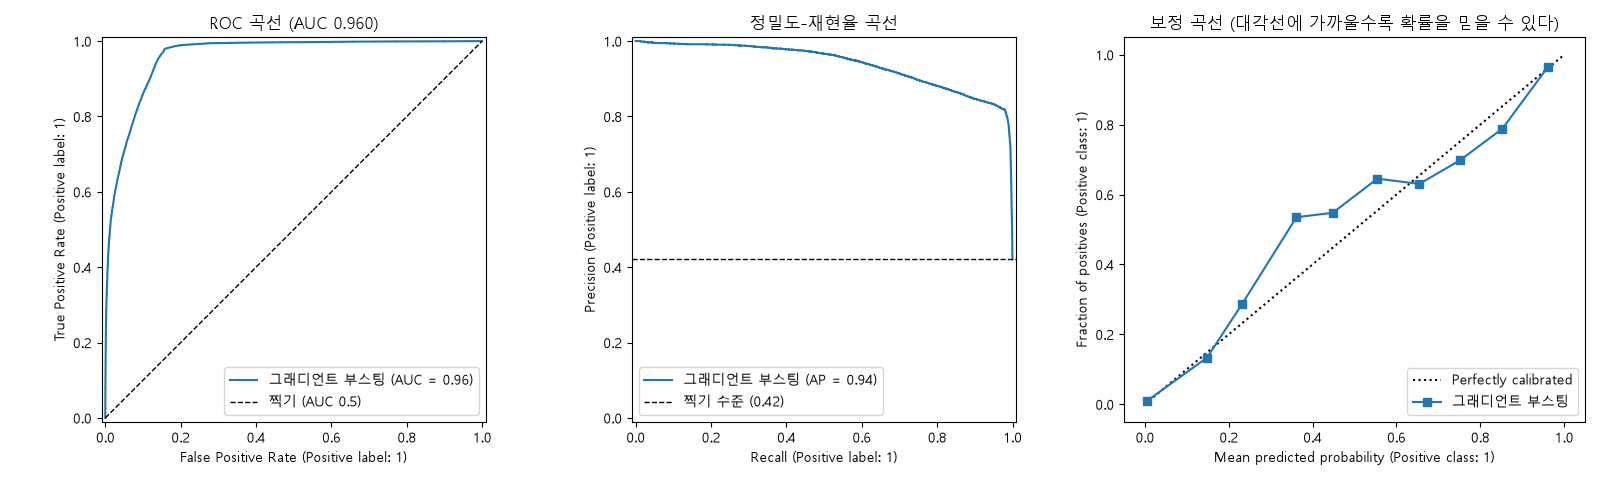 ROC 곡선 (AUC 0.960)
True Positive Rate (Positive label: 1)
1.0
0.8
0.6
0.4
0.2
0.0
그래디언트 부스팅 (AUC = 0.96)
찍기 (AUC 0.5)
0.0 0.2 0.4 0.6 0.8 1.0
False Positive Rate (Positive label: 1)
정밀도-재현율 곡선
Precision (Positive label: 1)
1.0
0.8
0.6
0.4
0.2
0.0
그래디언트 부스팅 (AP = 0.94)
찍기 수준 (0.42)
0.0 0.2 0.4 0.6 0.8 1.0
Recall (Positive label: 1)
보정 곡선 (대각선에 가까울수록 확률을 믿을 수 있다)
Fraction of positives (Positive class: 1)
1.0
0.8
0.6
0.4
0.2
0.0
Perfectly calibrated
그래디언트 부스팅
0.0 0.2 0.4 0.6 0.8 1.0
Mean predicted probability (Positive class: 1)